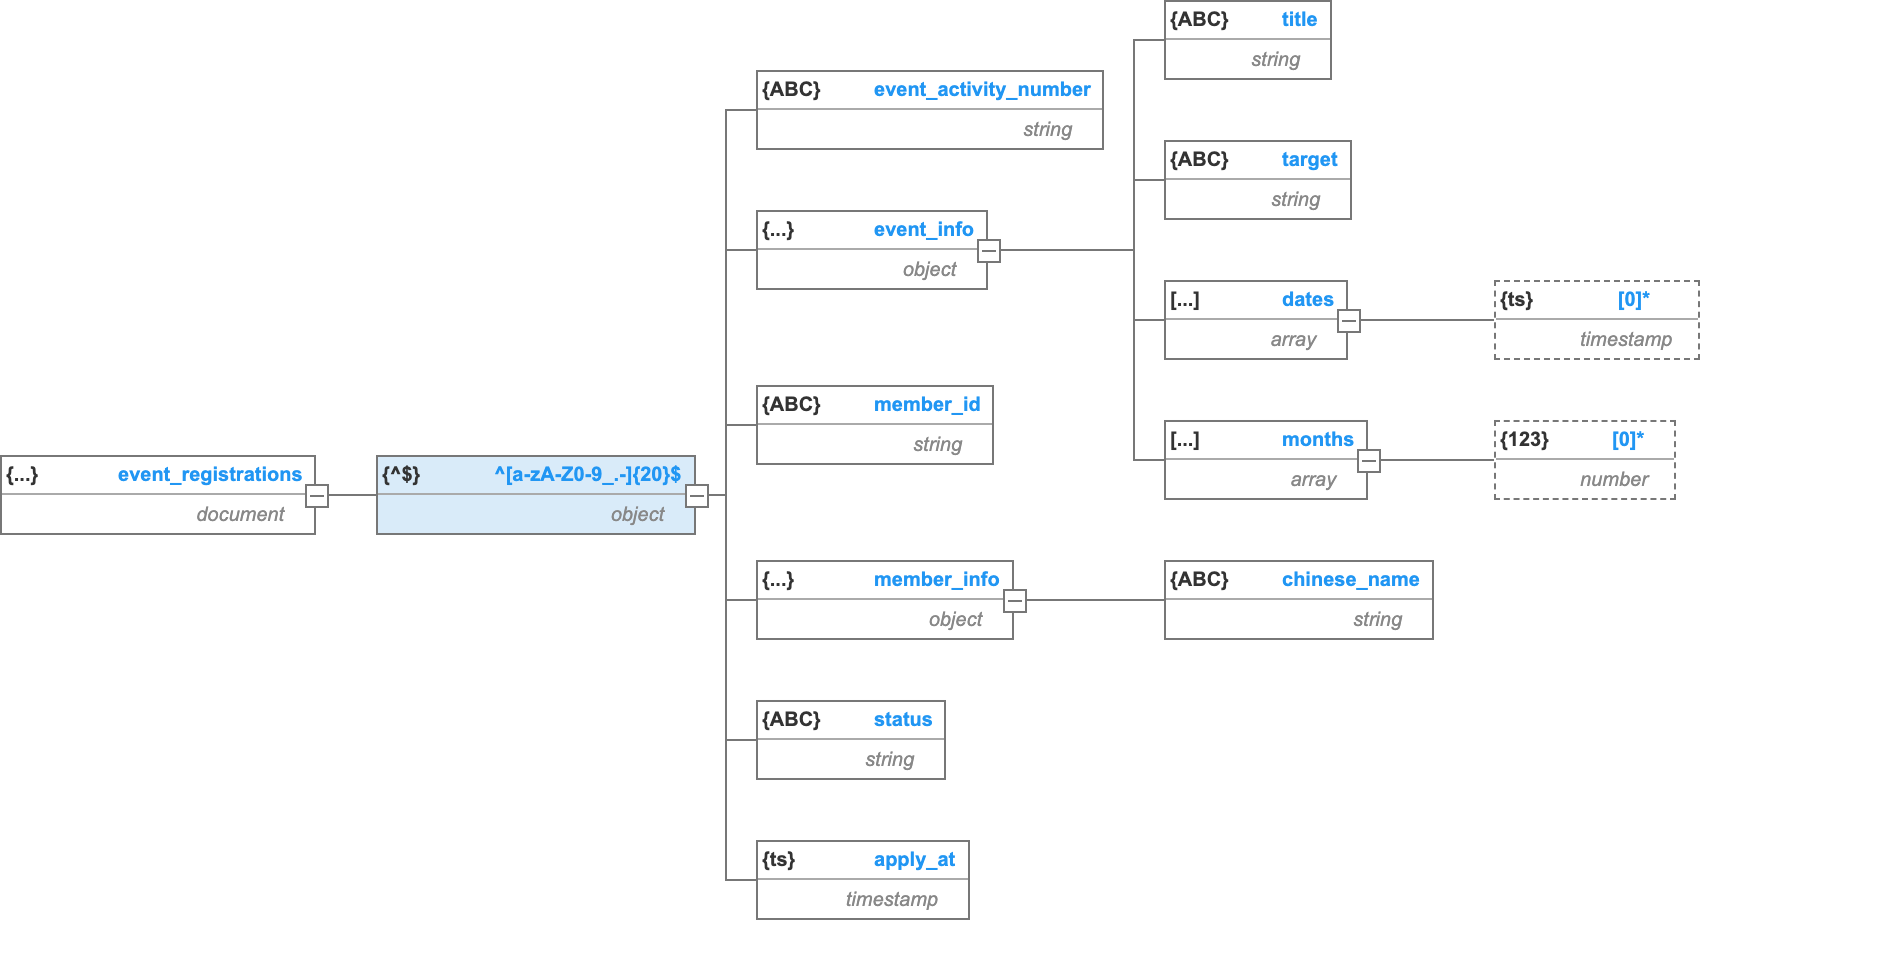 {...} event_registrations
document
{^$} ^[a-zA-Z0-9_.-]{20}$
object
{ABC} event_activity_number
string
{...} event_info
object
{ABC} title
string
{ABC} target
string
[...] dates
array
{ts} [0]*
timestamp
[...] months
array
{123} [0]*
number
{ABC} member_id
string
{...} member_info
object
{ABC} chinese_name
string
{ABC} status
string
{ts} apply_at
timestamp